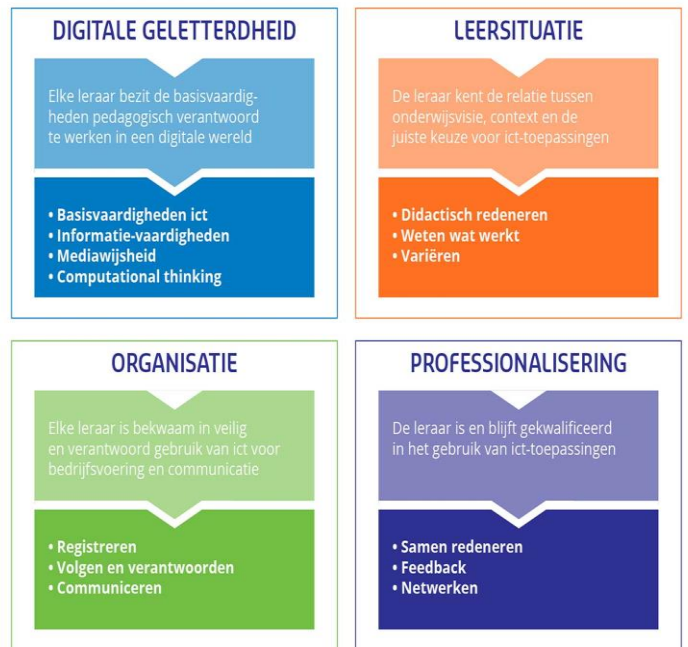 DIGITALE GELETTERDHEID
Elke leraar bezit de basisvaardig-
heden pedagogisch verantwoord
te werken in een digitale wereld
• Basisvaardigheden ict
• Informatie-vaardigheden
• Mediawijsheid
• Computational thinking
LEERSITUATIE
De leraar kent de relatie tussen
onderwijsvisie, context en de
juiste keuze voor ict-toepassingen
• Didactisch redeneren
• Weten wat werkt
• Variëren
ORGANISATIE
Elke leraar is bekwaam in veilig
en verantwoord gebruik van ict voor
bedrijfsvoering en communicatie
• Registreren
• Volgen en verantwoorden
• Communiceren
PROFESSIONALISERING
De leraar is en blijft gekwalificeerd
in het gebruik van ict-toepassingen
• Samen redeneren
• Feedback
• Netwerken